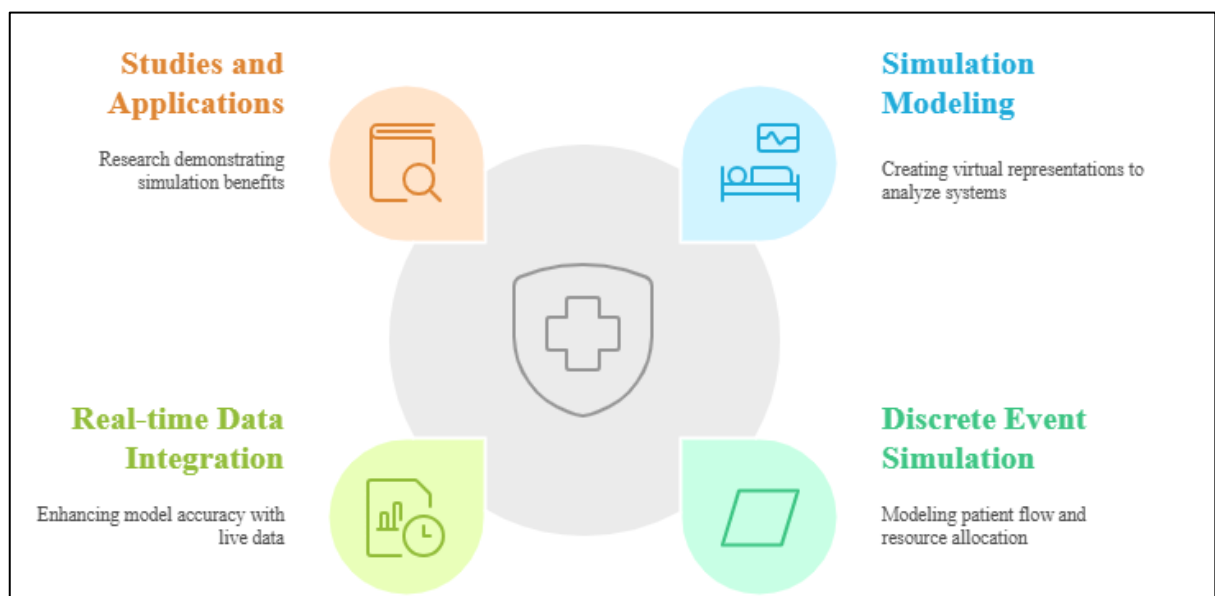 Studies and
Applications
Research demonstrating
simulation benefits
Simulation
Modeling
Creating virtual representations to
analyze systems
Real-time Data
Integration
Enhancing model accuracy with
live data
Discrete Event
Simulation
Modeling patient flow and
resource allocation